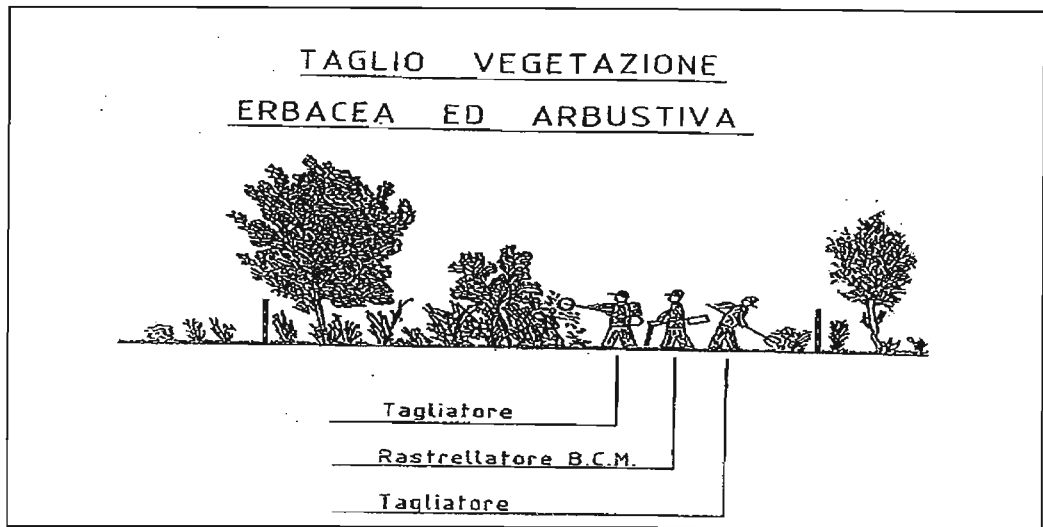 TAGLIO VEGETAZIONE
ERBACEA ED ARBUSTIVA
Tagliatore
Rastrellatore B.C.M.
Tagliatore